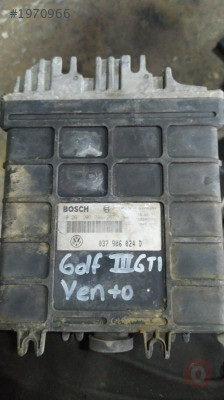 #1970966
BOSCH
037 906 024 D
Golf III GTI
Vento